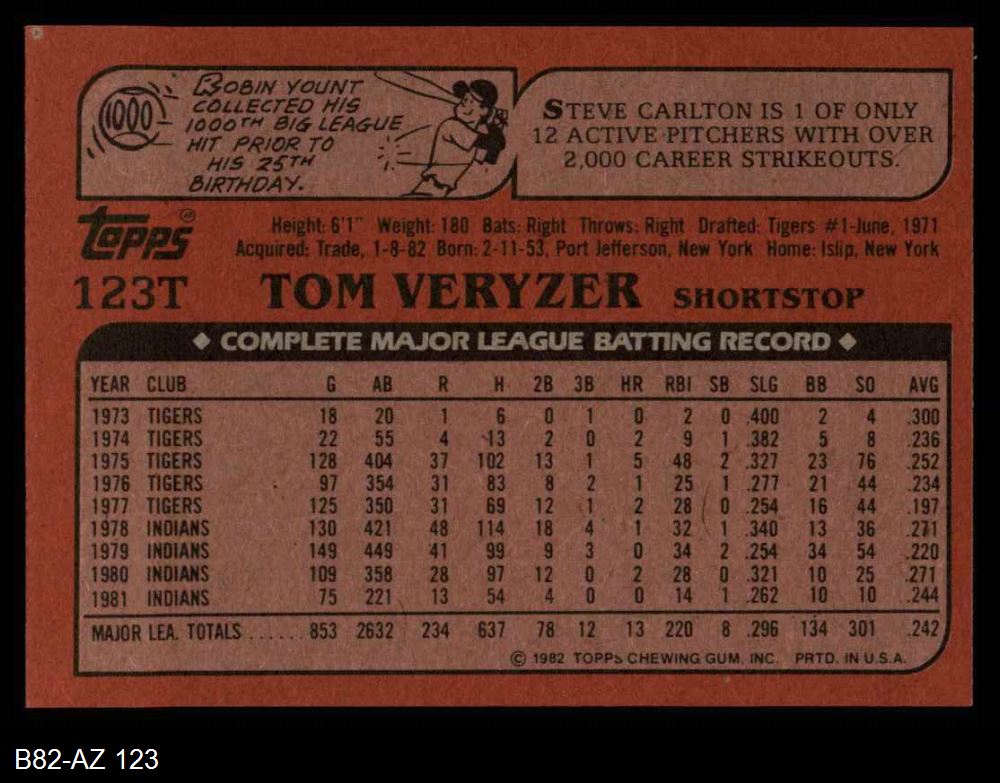 1000
ROBIN YOUNT
COLLECTED HIS
1000TH BIG LEAGUE
HIT PRIOR TO
HIS 25TH
BIRTHDAY.
STEVE CARLTON IS 1 OF ONLY
12 ACTIVE PITCHERS WITH OVER
2,000 CAREER STRIKEOUTS.
Topps®
Height: 6'1" Weight: 180 Bats: Right Throws: Right Drafted: Tigers #1-June, 1971
Acquired: Trade, 1-8-82 Born: 2-11-53, Port Jefferson, New York Home: Islip, New York
123T TOM VERYZER SHORTSTOP
◆ COMPLETE MAJOR LEAGUE BATTING RECORD ◆
YEAR CLUB G AB R H 2B 3B HR RBI SB SLG BB SO AVG
1973 TIGERS 18 20 1 6 0 1 0 2 0 .400 2 4 .300
1974 TIGERS 22 55 4 13 2 0 2 9 1 .382 5 8 .236
1975 TIGERS 128 404 37 102 13 1 5 48 2 .327 23 76 .252
1976 TIGERS 97 354 31 83 8 2 1 25 1 .277 21 44 .234
1977 TIGERS 125 350 31 69 12 1 2 28 0 .254 16 44 .197
1978 INDIANS 130 421 48 114 18 4 1 32 1 .340 13 36 .271
1979 INDIANS 149 449 41 99 9 3 0 34 2 .254 34 54 .220
1980 INDIANS 109 358 28 97 12 0 2 28 0 .321 10 25 .271
1981 INDIANS 75 221 13 54 4 0 0 14 1 .262 10 10 .244
MAJOR LEA. TOTALS ...... 853 2632 234 637 78 12 13 220 8 .296 134 301 .242
© 1982 TOPPS CHEWING GUM, INC. PRTD. IN U.S.A.
B82-AZ 123